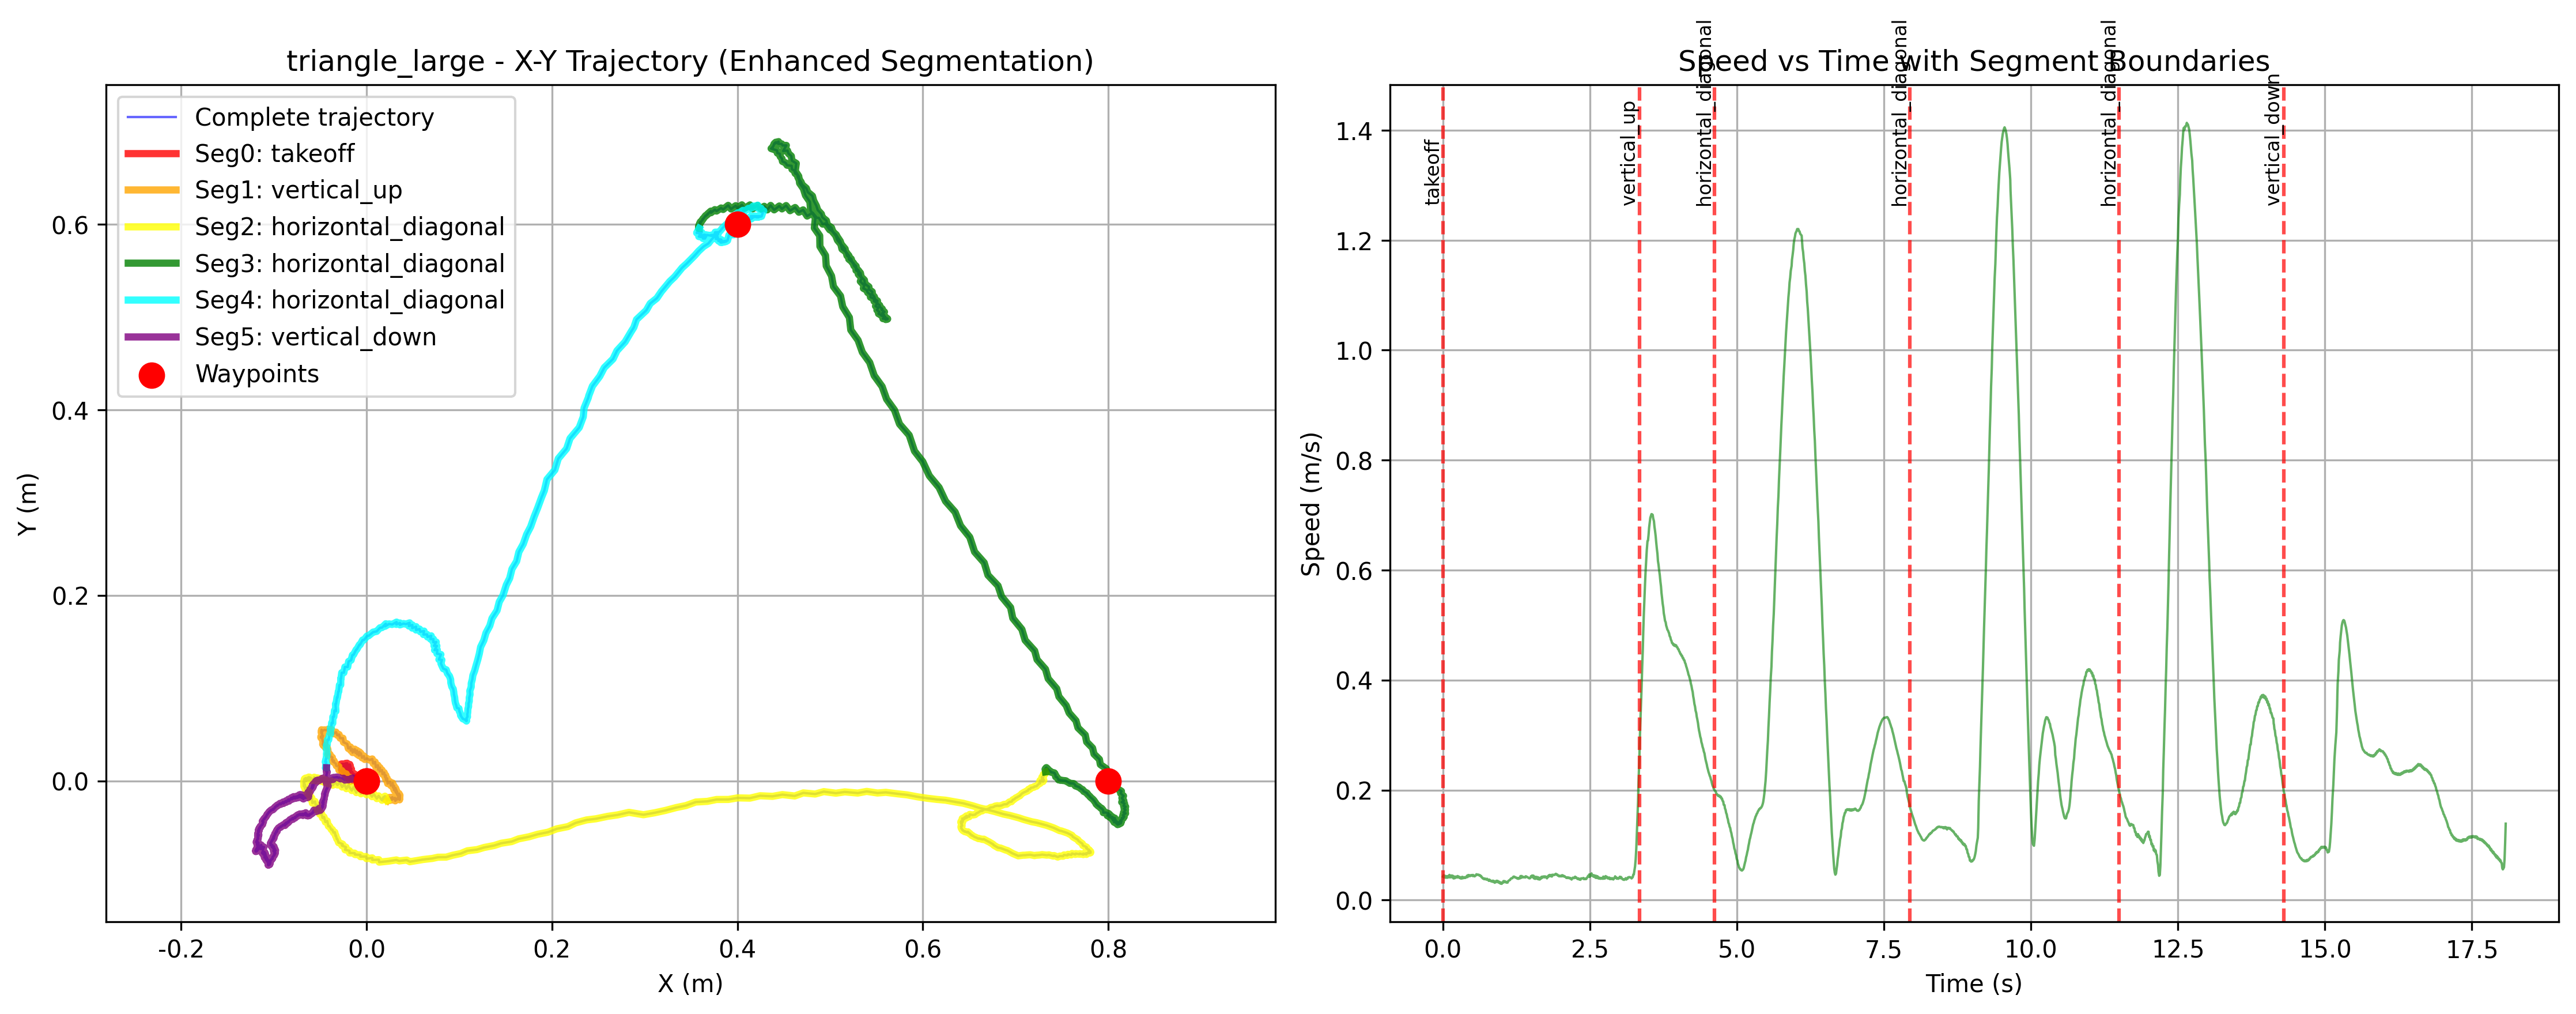 triangle_large - X-Y Trajectory (Enhanced Segmentation)
Complete trajectory
Seg0: takeoff
Seg1: vertical_up
Seg2: horizontal_diagonal
Seg3: horizontal_diagonal
Seg4: horizontal_diagonal
Seg5: vertical_down
Waypoints
Y (m)
0.6
0.4
0.2
0.0
-0.2
0.0
0.2
0.4
0.6
0.8
X (m)
Speed vs Time with Segment Boundaries
takeoff
vertical_up
horizontal_diagonal
horizontal_diagonal
horizontal_diagonal
vertical_down
Speed (m/s)
1.4
1.2
1.0
0.8
0.6
0.4
0.2
0.0
0.0
2.5
5.0
7.5
10.0
12.5
15.0
17.5
Time (s)